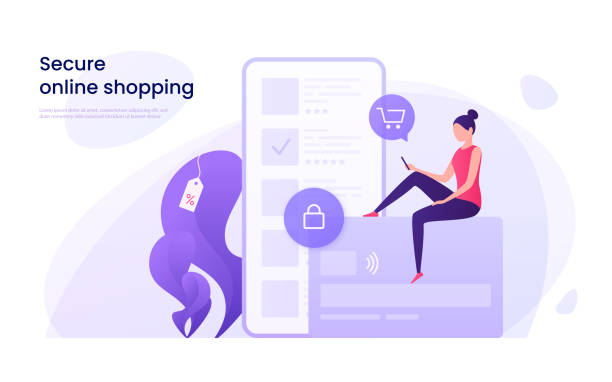 Secure
online shopping
Lorem ipsum dolor sit amet, consectetur adipiscing elit, sed
diam nonummy nibh euismod tincidunt ut laoreet dolore
%